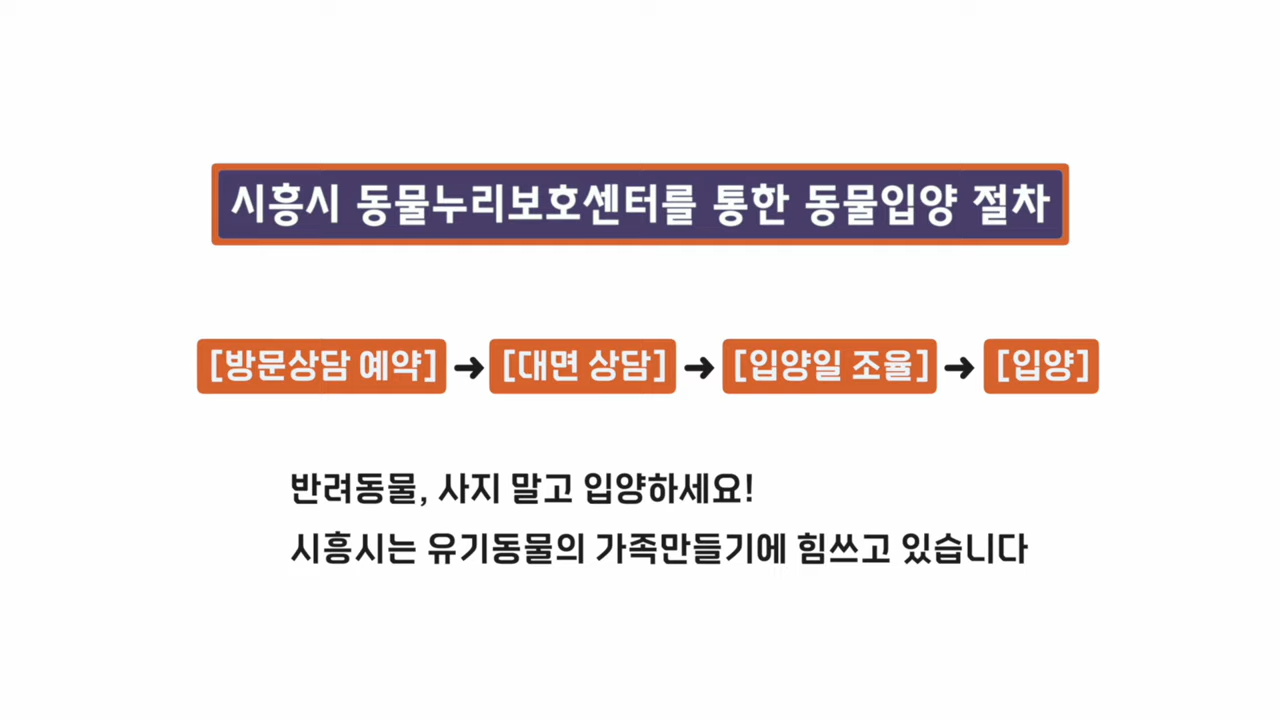 시흥시 동물누리보호센터를 통한 동물입양 절차
[방문상담 예약] → [대면 상담] → [입양일 조율] → [입양]
반려동물, 사지 말고 입양하세요!
시흥시는 유기동물의 가족만들기에 힘쓰고 있습니다